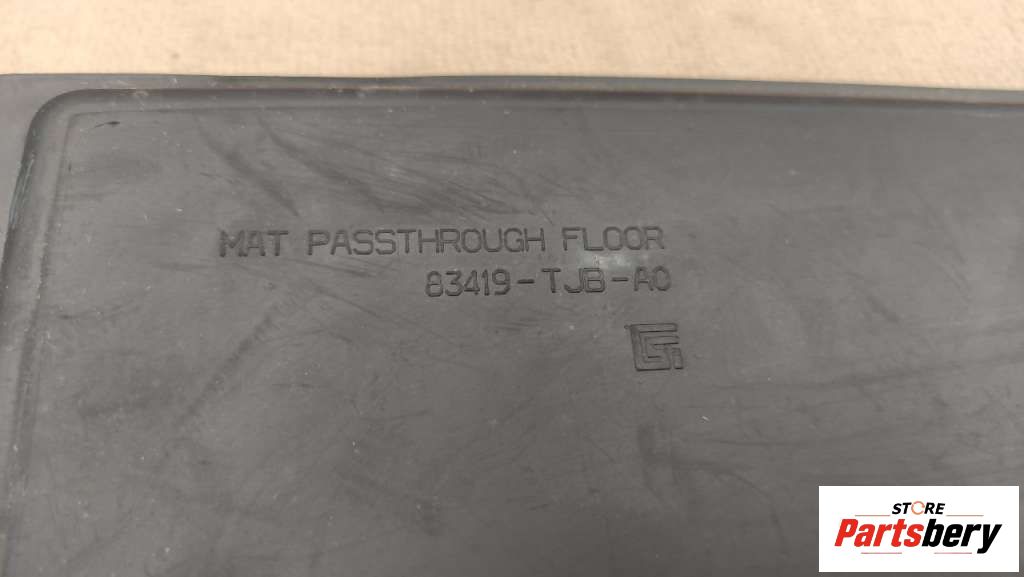 MAT PASSTHROUGH FLOOR
83419-TJB-A0
STORE
Partsbery